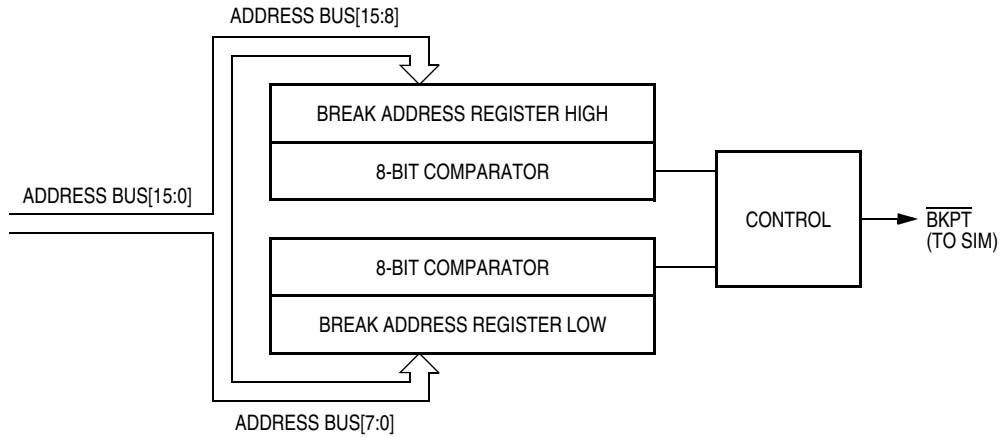 ADDRESS BUS[15:8]
BREAK ADDRESS REGISTER HIGH
8-BIT COMPARATOR
ADDRESS BUS[15:0]
CONTROL
BKPT
(TO SIM)
8-BIT COMPARATOR
BREAK ADDRESS REGISTER LOW
ADDRESS BUS[7:0]